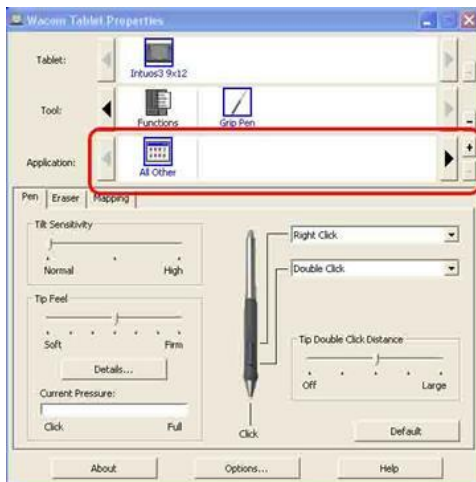 Wacom Tablet Properties
Tablet:
Intuos3 9x12
Tool:
Functions Grip Pen
Application:
All Other
Pen Eraser Mapping
Tilt Sensitivity
Normal High
Right Click
Double Click
Tip Feel
Soft Firm
Details...
Current Pressure:
Click Full
Click
Tip Double Click Distance
Off Large
Default
About Options... Help